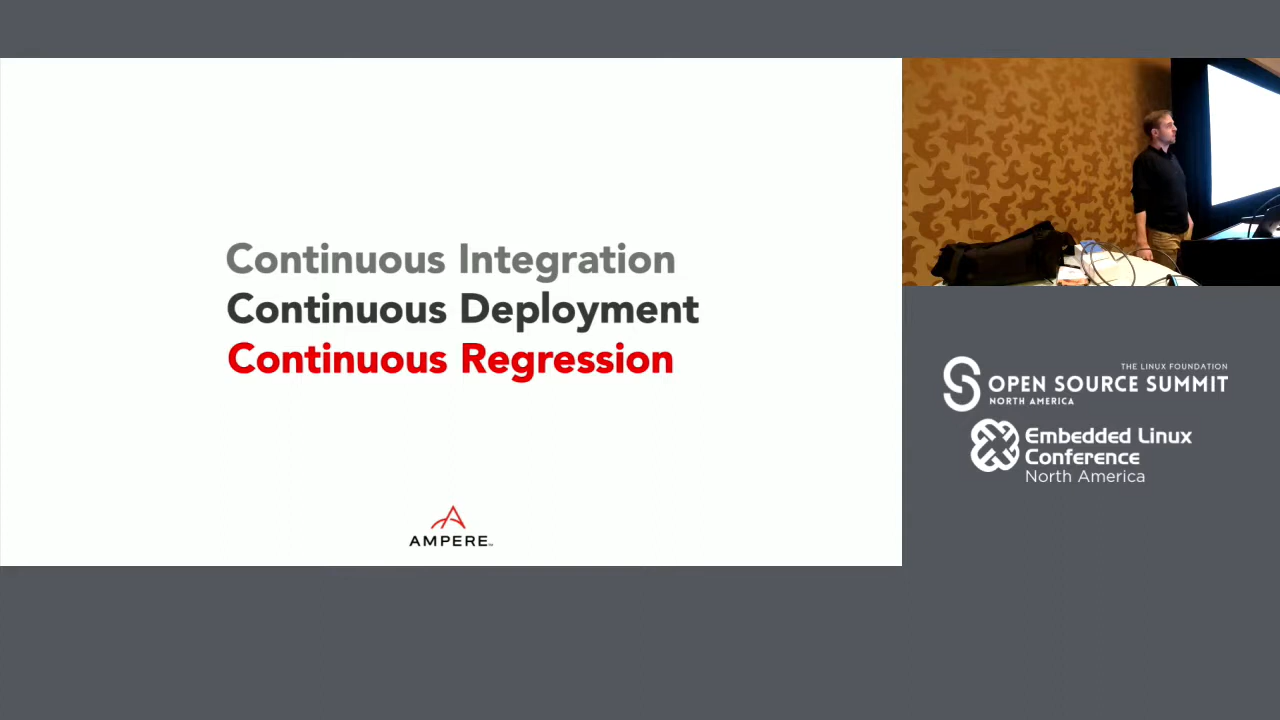 Continuous Integration
Continuous Deployment
Continuous Regression
AMPERE™
THE LINUX FOUNDATION
OPEN SOURCE SUMMIT
NORTH AMERICA
Embedded Linux
Conference
North America